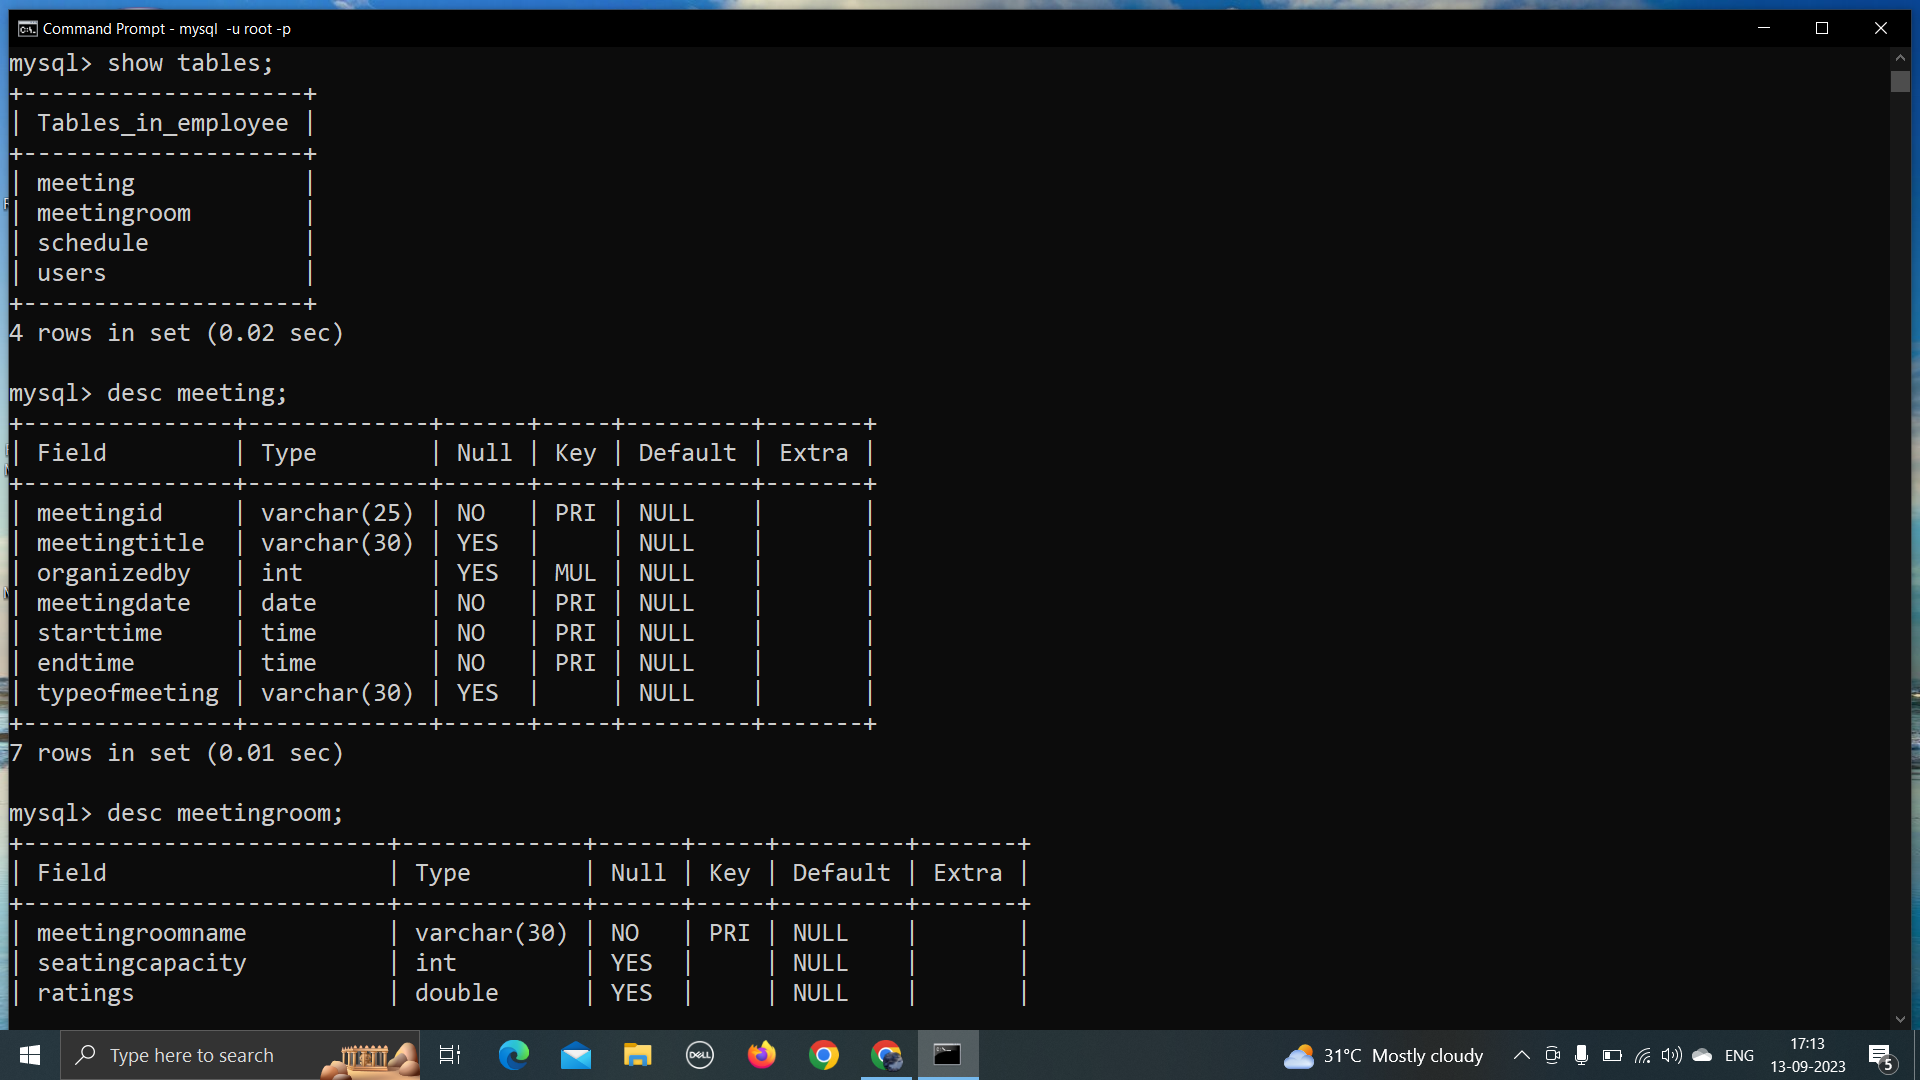 Command Prompt - mysql  -u root -p
mysql> show tables;
+--------------------+
| Tables_in_employee |
+--------------------+
| meeting            |
| meetingroom        |
| schedule           |
| users              |
+--------------------+
4 rows in set (0.02 sec)
mysql> desc meeting;
+---------------+-------------+------+-----+---------+-------+
| Field         | Type        | Null | Key | Default | Extra |
+---------------+-------------+------+-----+---------+-------+
| meetingid     | varchar(25) | NO   | PRI | NULL    |       |
| meetingtitle  | varchar(30) | YES  |     | NULL    |       |
| organizedby   | int         | YES  | MUL | NULL    |       |
| meetingdate   | date        | NO   | PRI | NULL    |       |
| starttime     | time        | NO   | PRI | NULL    |       |
| endtime       | time        | NO   | PRI | NULL    |       |
| typeofmeeting | varchar(30) | YES  |     | NULL    |       |
+---------------+-------------+------+-----+---------+-------+
7 rows in set (0.01 sec)
mysql> desc meetingroom;
+--------------------------+-------------+------+-----+---------+-------+
| Field                    | Type        | Null | Key | Default | Extra |
+--------------------------+-------------+------+-----+---------+-------+
| meetingroomname          | varchar(30) | NO   | PRI | NULL    |       |
| seatingcapacity          | int         | YES  |     | NULL    |       |
| ratings                  | double      | YES  |     | NULL    |       |
Type here to search
DELL
31°C Mostly cloudy
ENG
17:13
13-09-2023
5